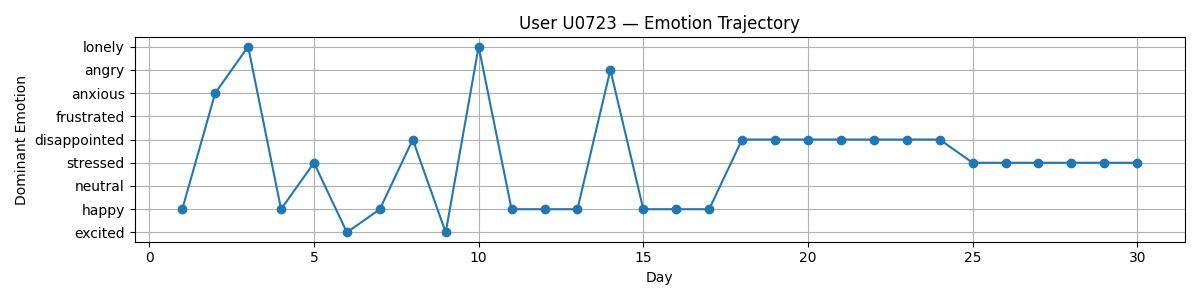 User U0723 — Emotion Trajectory
Dominant Emotion
lonely
angry
anxious
frustrated
disappointed
stressed
neutral
happy
excited
0 5 10 15 20 25 30
Day